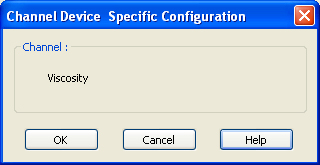 Channel Device  Specific Configuration
Channel :
Viscosity
OK Cancel Help